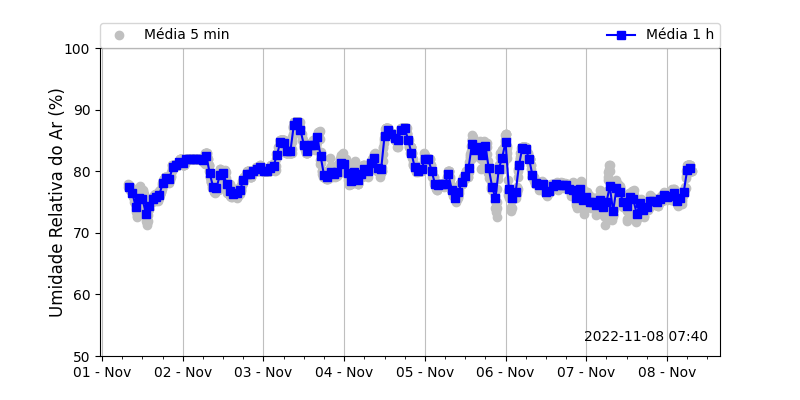 Média 5 min
Média 1 h
Umidade Relativa do Ar (%)
100
90
80
70
60
50
2022-11-08 07:40
01 - Nov
02 - Nov
03 - Nov
04 - Nov
05 - Nov
06 - Nov
07 - Nov
08 - Nov